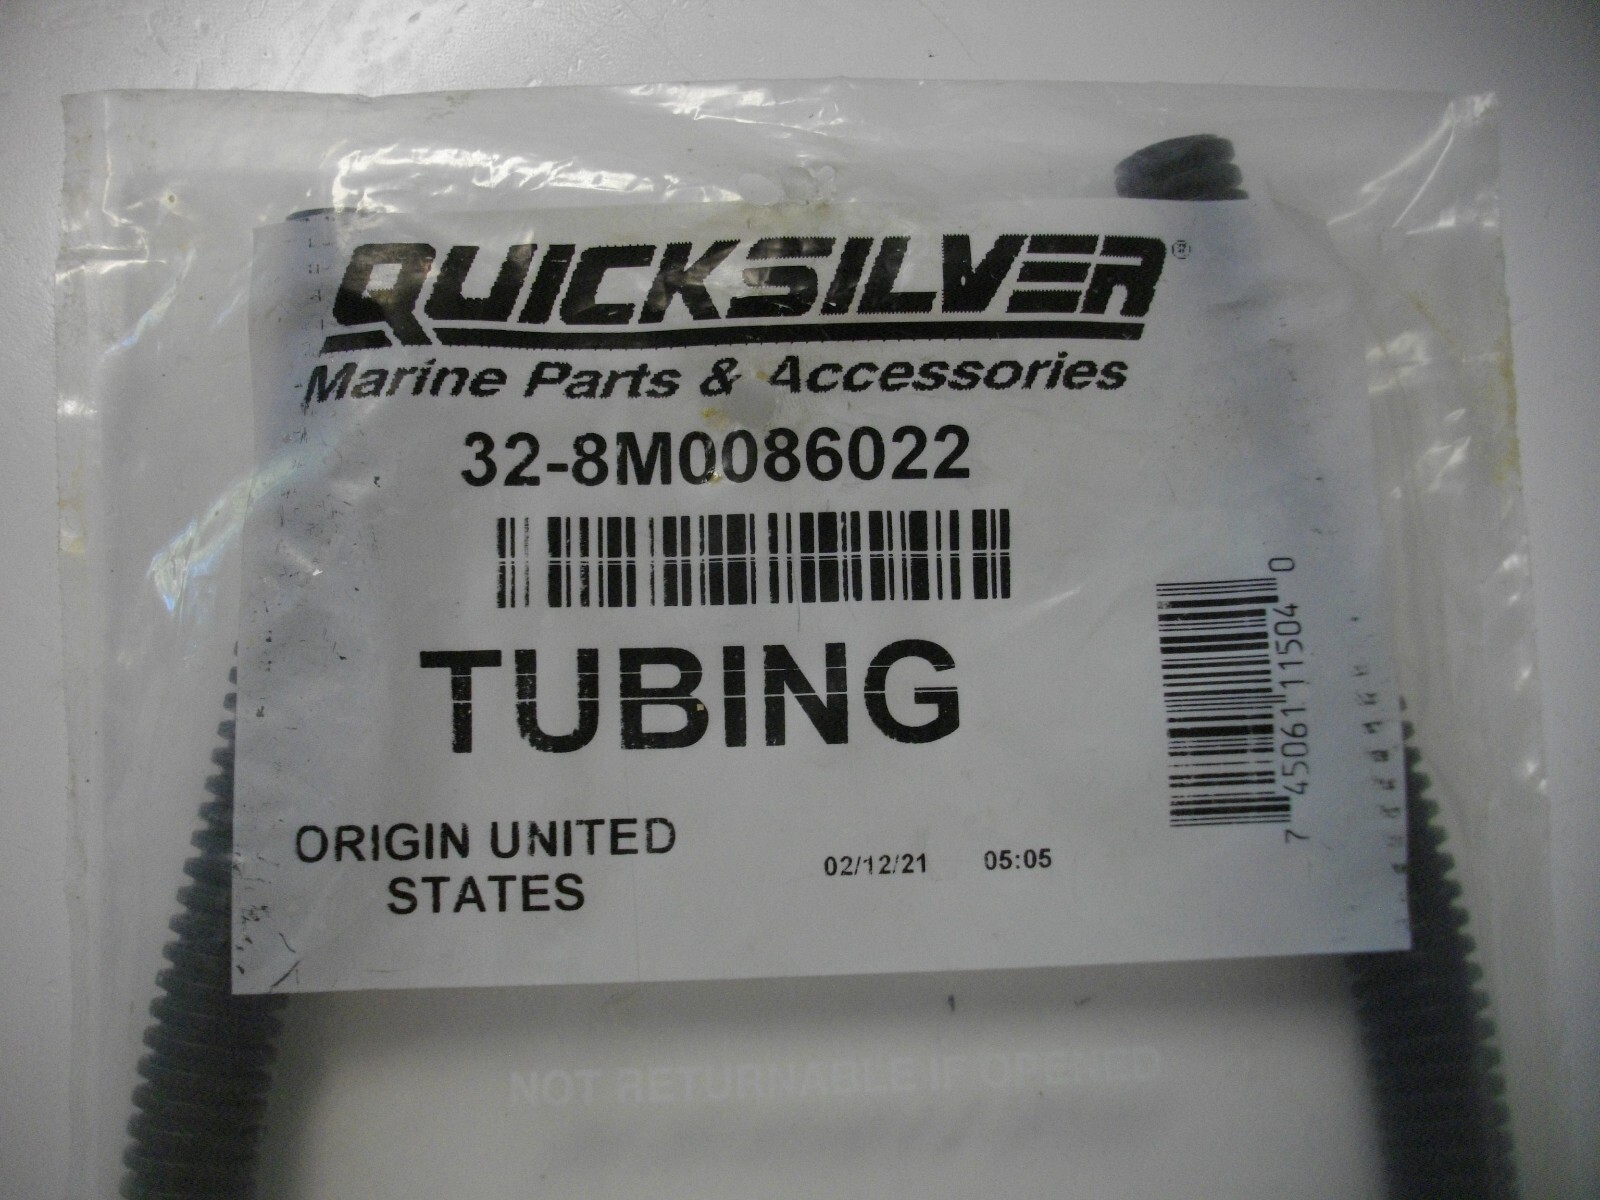 QUICKSILVER®
Marine Parts & Accessories
32-8M0086022
TUBING
7 45061 11504 0
ORIGIN UNITED
STATES
02/12/21 05:05
NOT RETURNABLE IF OPENED